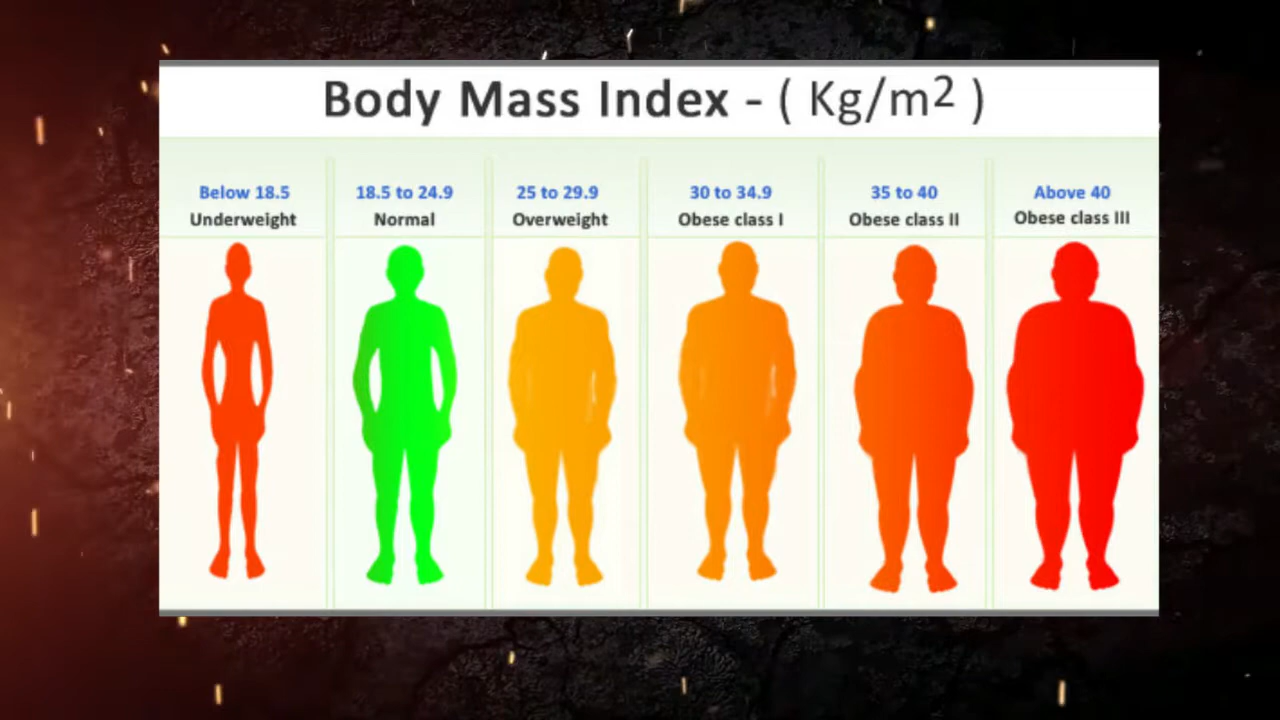 Body Mass Index - ( Kg/m2 )
Below 18.5
Underweight
18.5 to 24.9
Normal
25 to 29.9
Overweight
30 to 34.9
Obese class I
35 to 40
Obese class II
Above 40
Obese class III